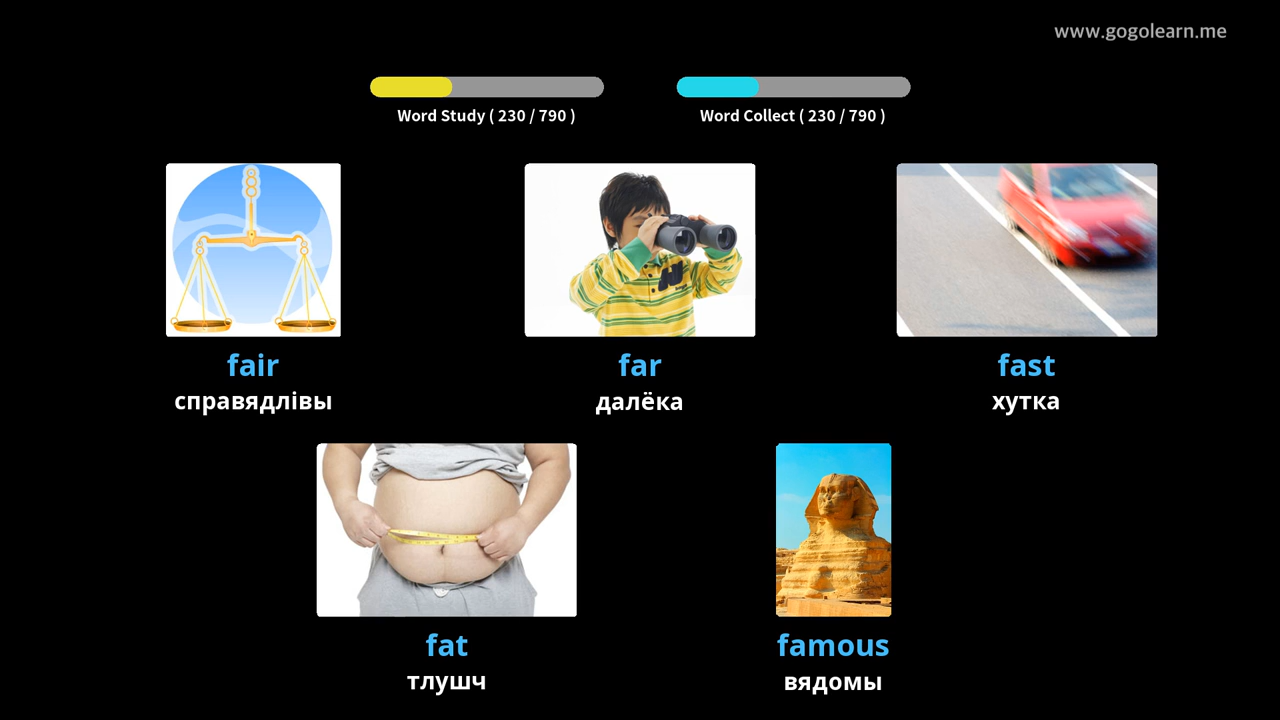 www.gogolearn.me
Word Study ( 230 / 790 )
Word Collect ( 230 / 790 )
fair
справядлівы
far
далёка
fast
хутка
fat
тлушч
famous
вядомы